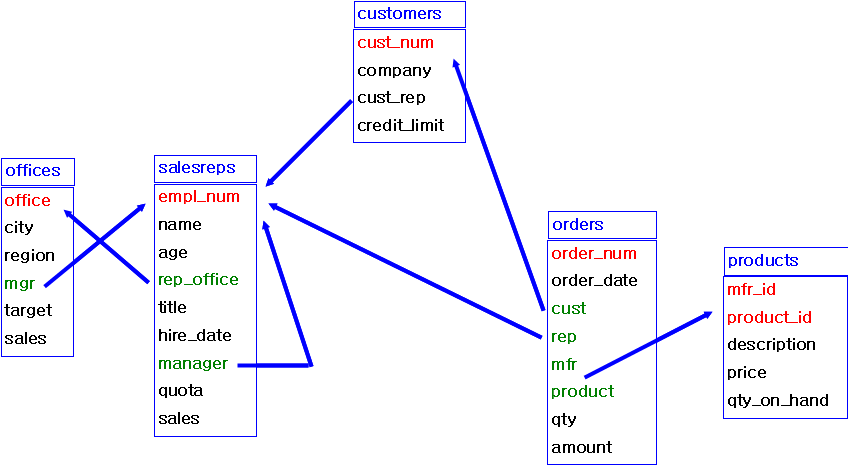 customers
cust_num
company
cust_rep
credit_limit
offices
office
city
region
mgr
target
sales
salesreps
empl_num
name
age
rep_office
title
hire_date
manager
quota
sales
orders
order_num
order_date
cust
rep
mfr
product
qty
amount
products
mfr_id
product_id
description
price
qty_on_hand